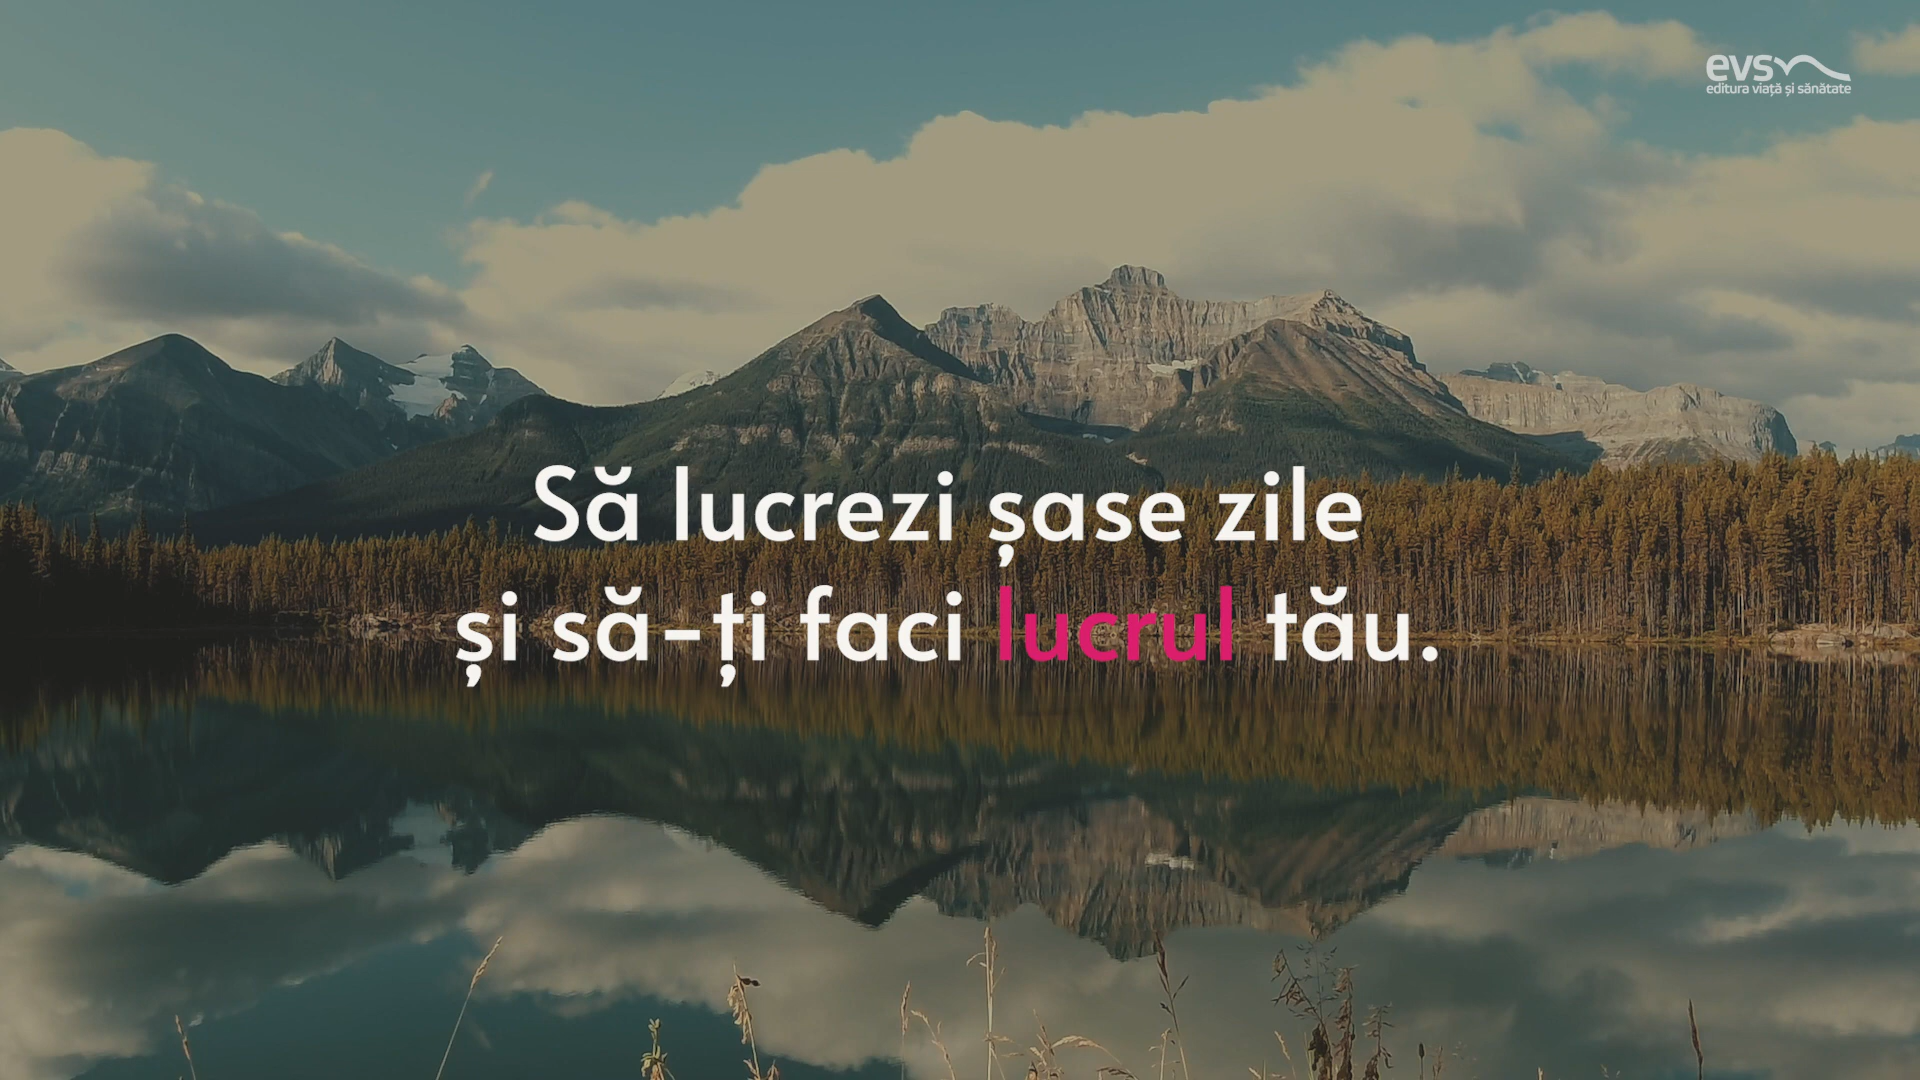 evs
editura viață și sănătate
Să lucrezi șase zile
și să-ți faci lucrul tău.